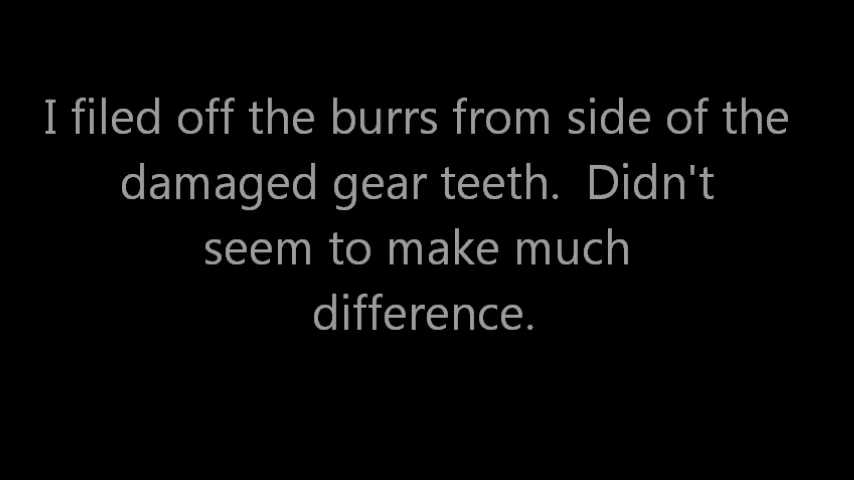 I filed off the burrs from side of the
damaged gear teeth.  Didn't
seem to make much
difference.